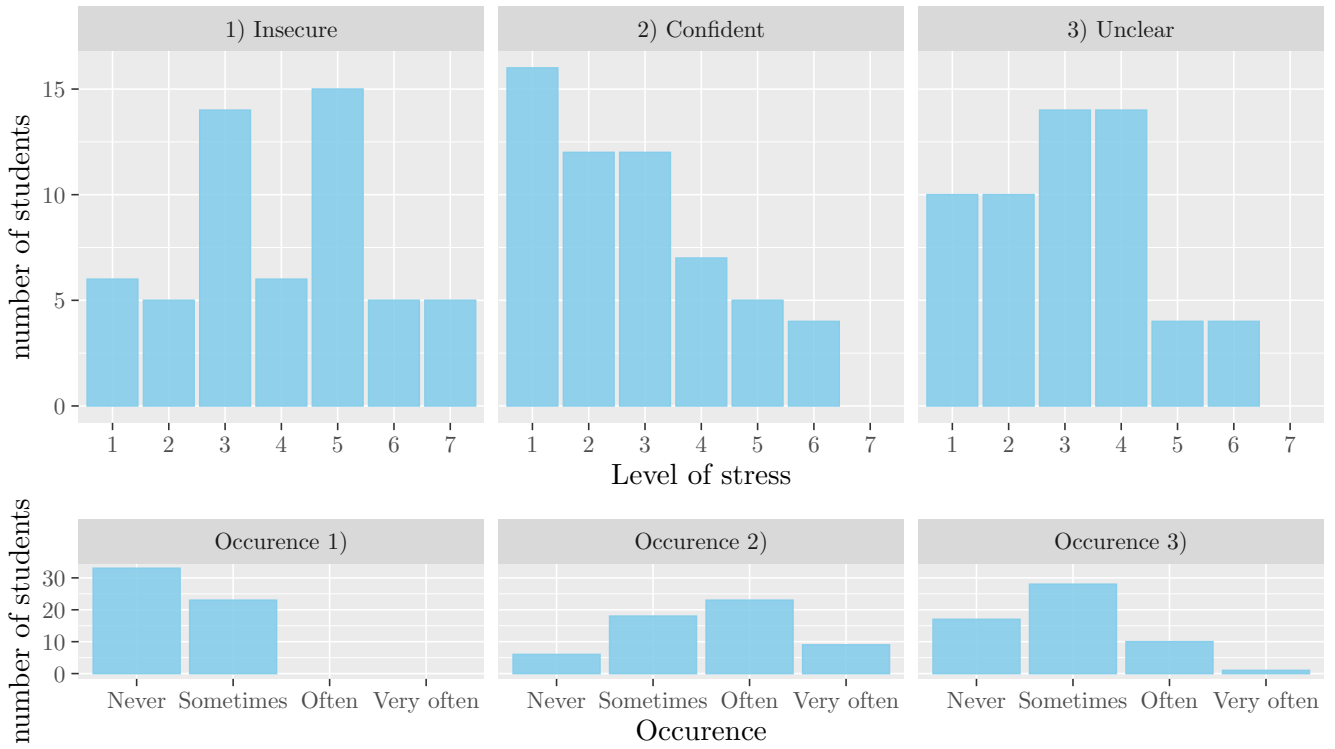 1) Insecure
2) Confident
3) Unclear
number of students
15
10
5
0
1 2 3 4 5 6 7
1 2 3 4 5 6 7
1 2 3 4 5 6 7
Level of stress
number of students
Occurence 1)
Occurence 2)
Occurence 3)
30
20
10
0
Never Sometimes Often Very often
Never Sometimes Often Very often
Never Sometimes Often Very often
Occurence